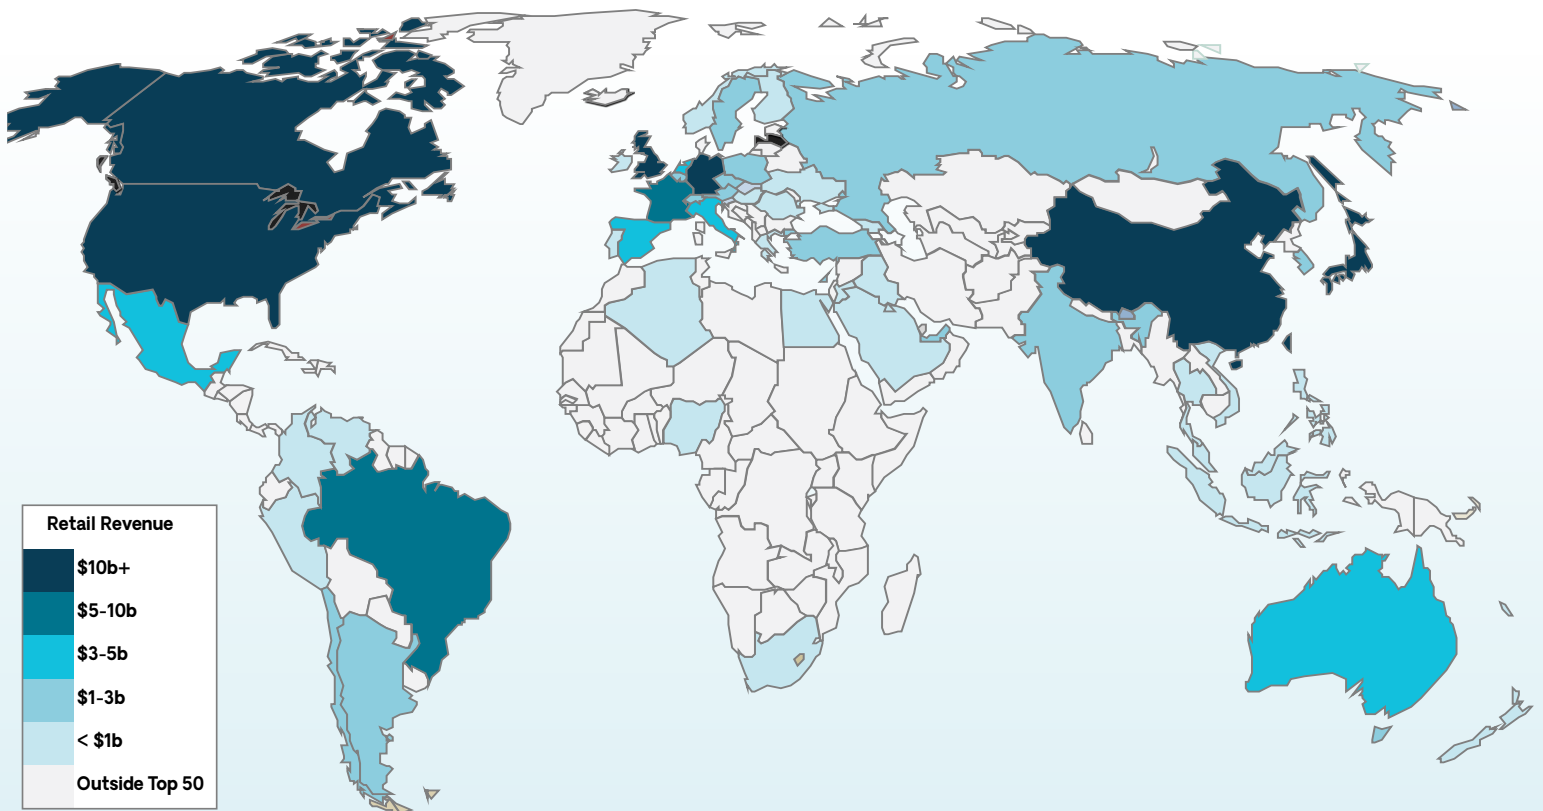 Retail Revenue
$10b+
$5-10b
$3-5b
$1-3b
< $1b
Outside Top 50